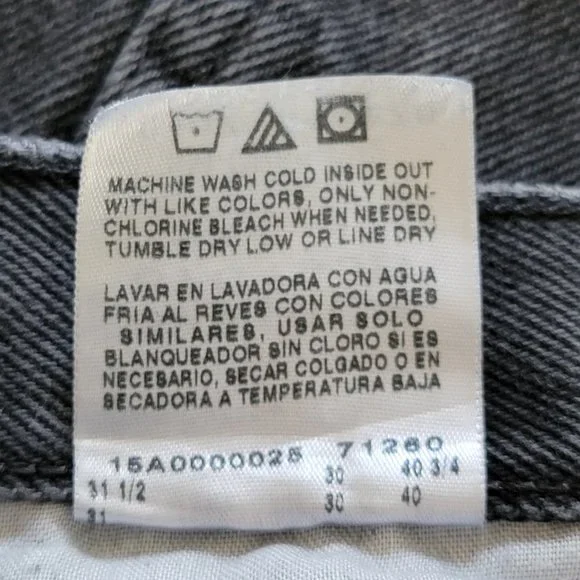 MACHINE WASH COLD INSIDE OUT
WITH LIKE COLORS, ONLY NON-
CHLORINE BLEACH WHEN NEEDED,
TUMBLE DRY LOW OR LINE DRY
LAVAR EN LAVADORA CON AGUA
FRIA AL REVES CON COLORES
SIMILARES, USAR SOLO
BLANQUEADOR SIN CLORO SI ES
NECESARIO, SECAR COLGADO O EN
SECADORA A TEMPERATURA BAJA
15A0000025 71260
31 1/2 30 40 3/4
31 30 40